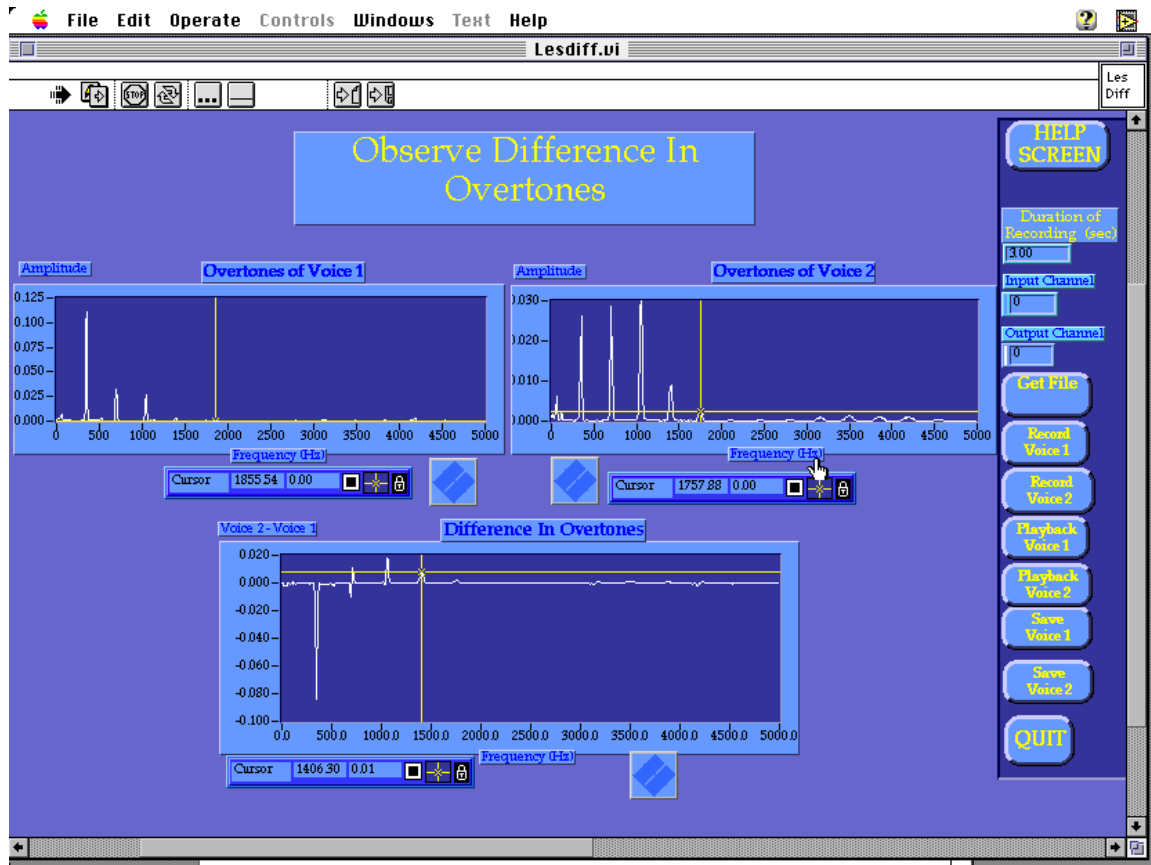 File Edit Operate Controls Windows Text Help
Lesdiff.vi
Les
Diff
STOP
...
Observe Difference In
Overtones
HELP
SCREEN
Duration of
Recording (sec)
3.00
Input Channel
0
Output Channel
0
Get File
Record
Voice 1
Record
Voice 2
Playback
Voice 1
Playback
Voice 2
Save
Voice 1
Save
Voice 2
QUIT
Amplitude
Overtones of Voice 1
0.125
0.100
0.075
0.050
0.025
0.000
0 500 1000 1500 2000 2500 3000 3500 4000 4500 5000
Frequency (Hz)
Cursor 1855.54 0.00
Amplitude
Overtones of Voice 2
0.030
0.020
0.010
0.000
0 500 1000 1500 2000 2500 3000 3500 4000 4500 5000
Frequency (Hz)
Cursor 1757.88 0.00
Voice 2 - Voice 1
Difference In Overtones
0.020
0.000
-0.020
-0.040
-0.060
-0.080
-0.100
0.0 500.0 1000.0 1500.0 2000.0 2500.0 3000.0 3500.0 4000.0 4500.0 5000.0
Frequency (Hz)
Cursor 1406.30 0.01